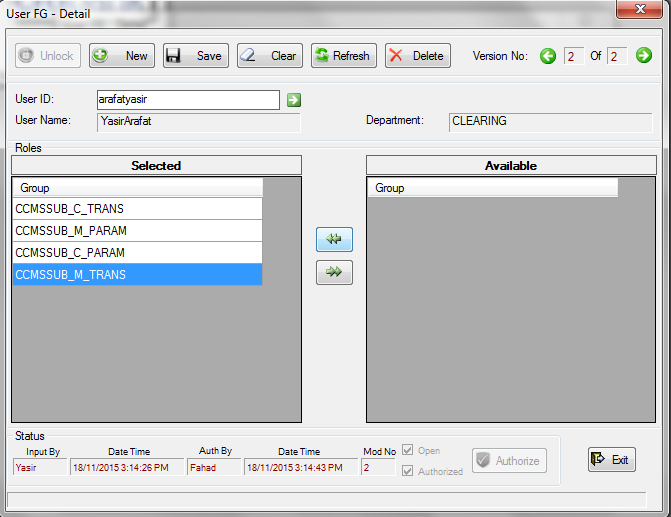 User FG - Detail
Unlock New Save Clear Refresh Delete Version No: 2 Of 2
User ID: arafatyasir
User Name: YasirArafat Department: CLEARING
Roles
Selected Available
Group Group
CCMSSUB_C_TRANS
CCMSSUB_M_PARAM
CCMSSUB_C_PARAM
CCMSSUB_M_TRANS
Status
Input By Date Time Auth By Date Time Mod No Open
Yasir 18/11/2015 3:14:26 PM Fahad 18/11/2015 3:14:43 PM 2 Authorized Authorize Exit